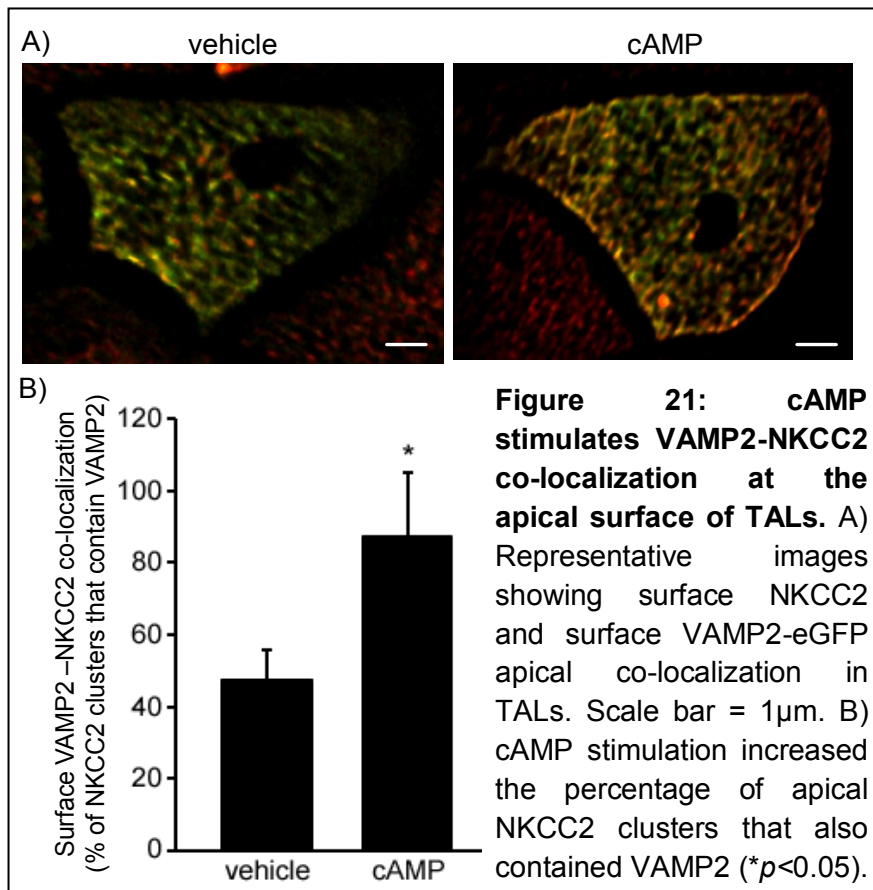 A)
vehicle
cAMP
B)
Surface VAMP2 –NKCC2 co-localization
(% of NKCC2 clusters that contain VAMP2)
120
100
80
60
40
20
0
*
vehicle
cAMP
Figure 21: cAMP
stimulates VAMP2-NKCC2
co-localization at the
apical surface of TALs. A)
Representative images
showing surface NKCC2
and surface VAMP2-eGFP
apical co-localization in
TALs. Scale bar = 1µm. B)
cAMP stimulation increased
the percentage of apical
NKCC2 clusters that also
contained VAMP2 (*p<0.05).